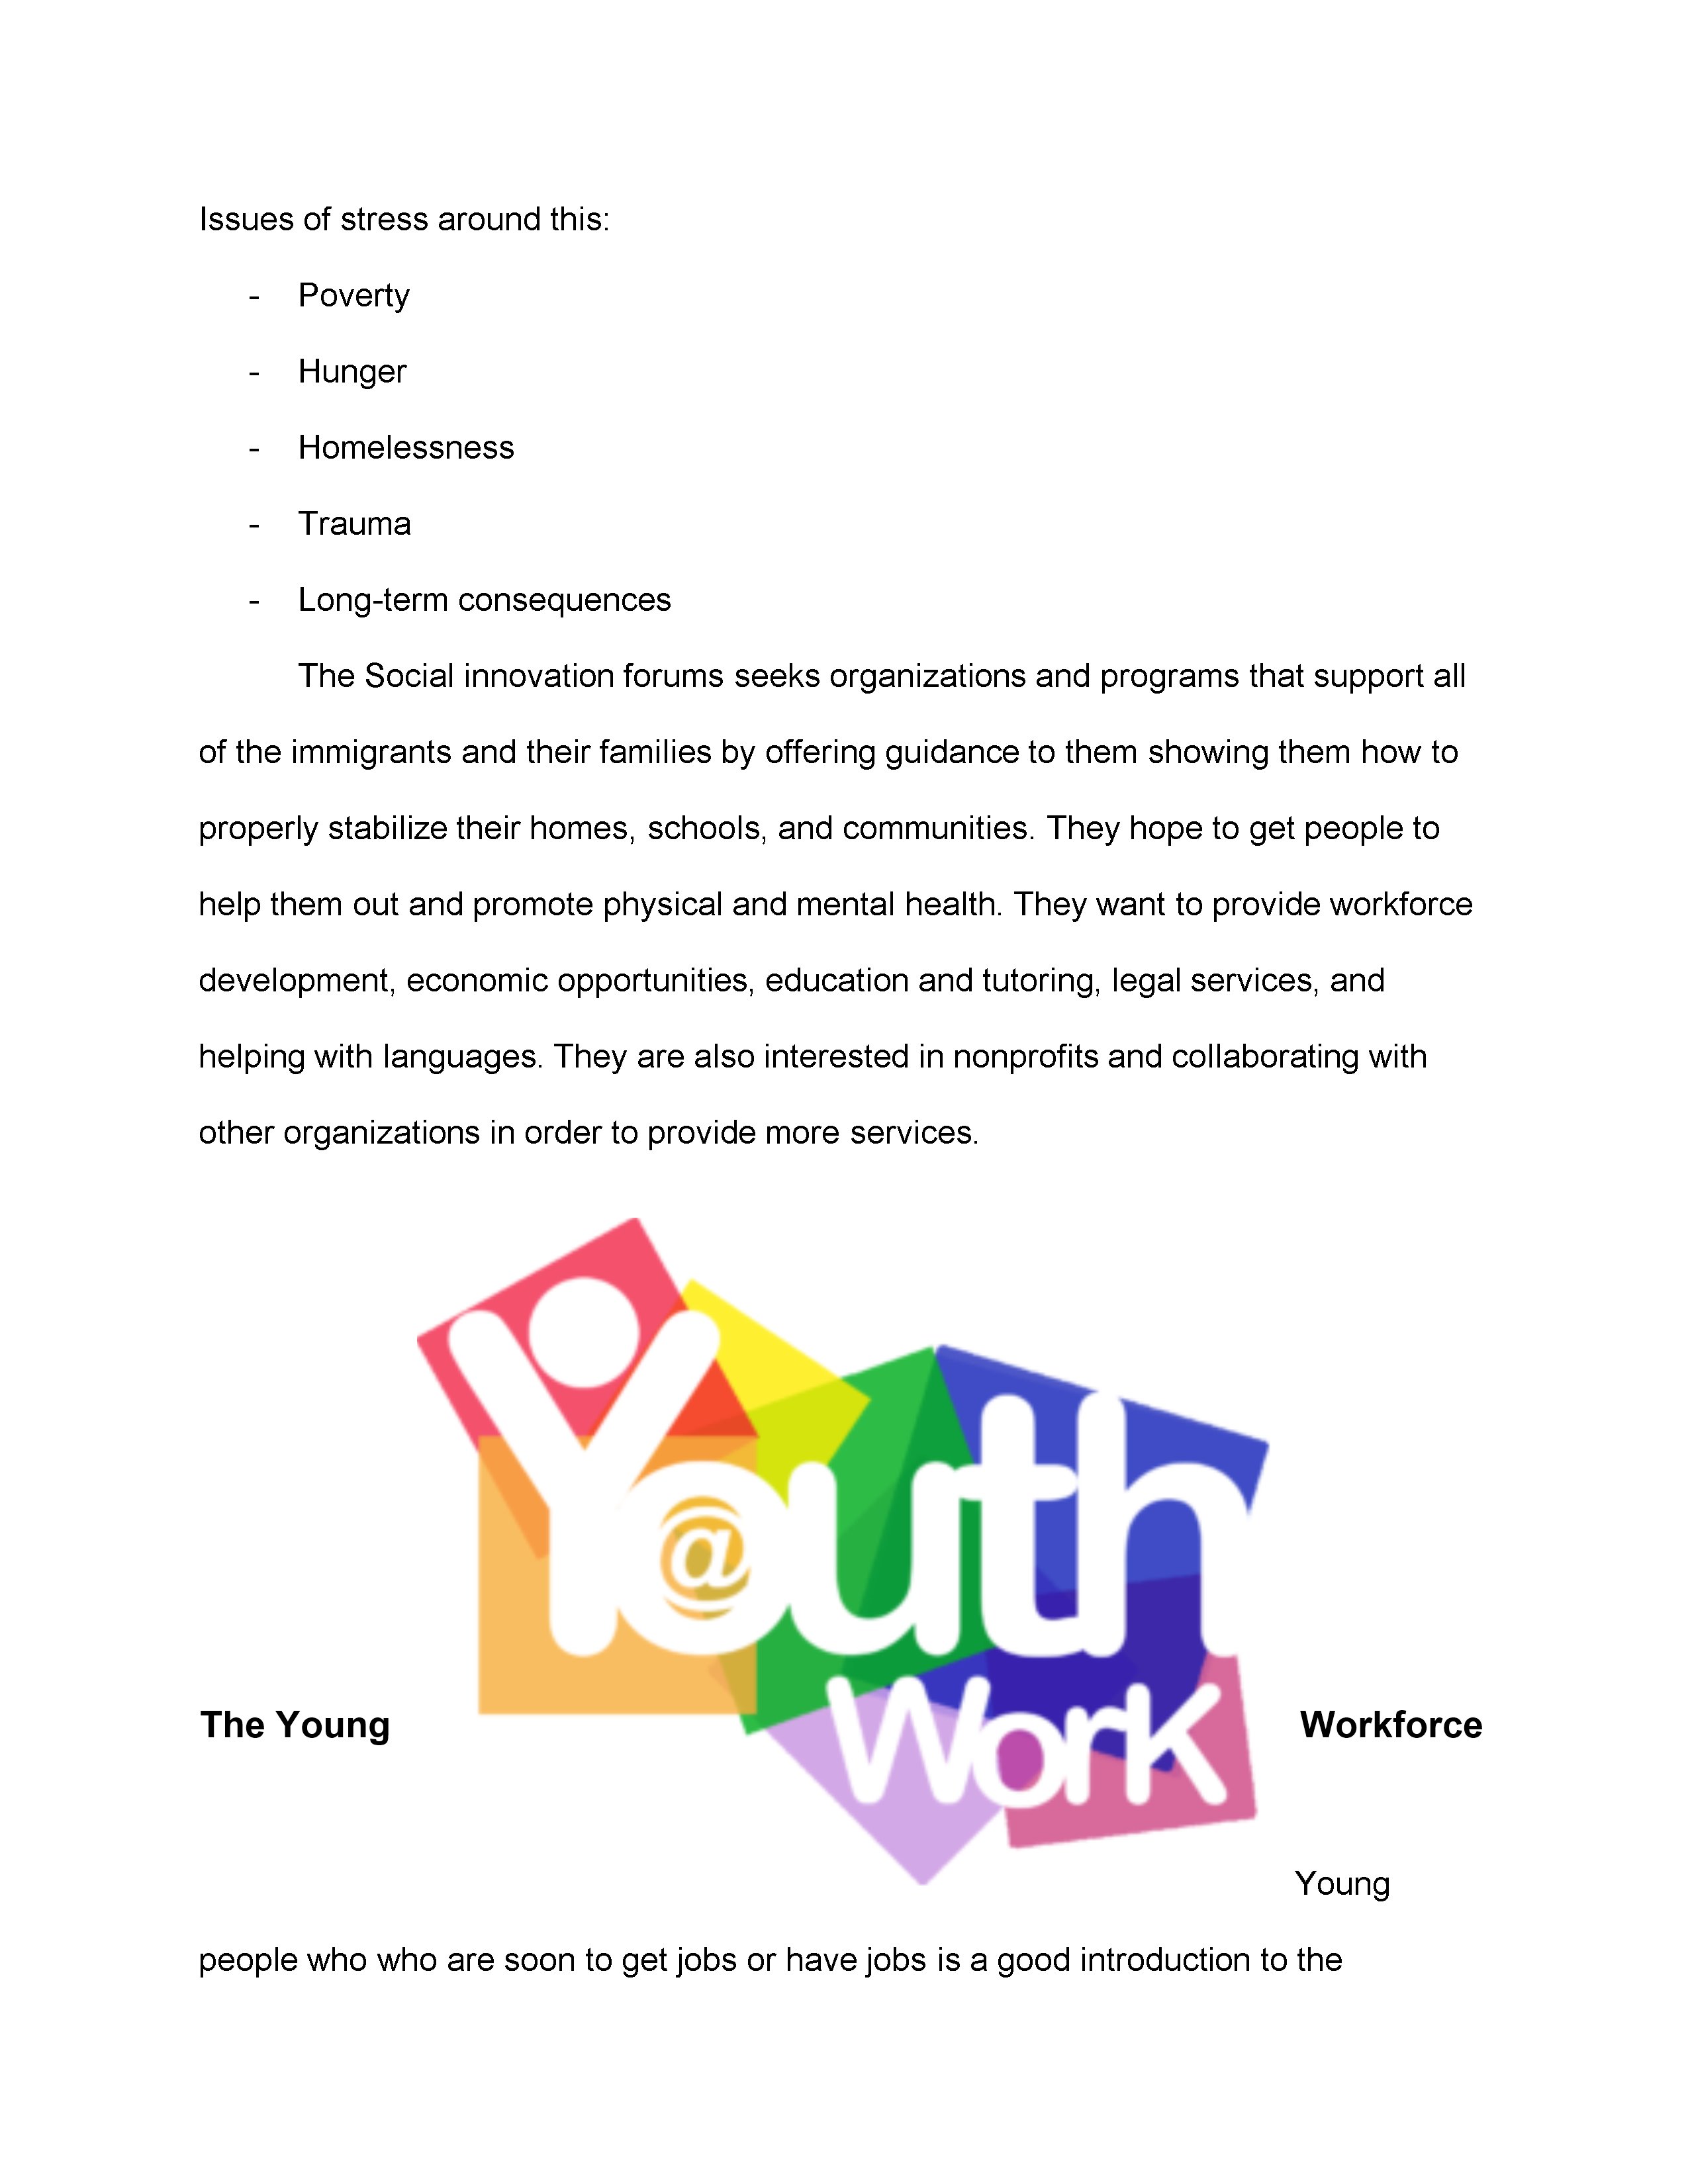 Issues of stress around this:
- Poverty
- Hunger
- Homelessness
- Trauma
- Long-term consequences
The Social innovation forums seeks organizations and programs that support all
of the immigrants and their families by offering guidance to them showing them how to
properly stabilize their homes, schools, and communities. They hope to get people to
help them out and promote physical and mental health. They want to provide workforce
development, economic opportunities, education and tutoring, legal services, and
helping with languages. They are also interested in nonprofits and collaborating with
other organizations in order to provide more services.
Youth
@
Work
The Young Workforce
Young
people who who are soon to get jobs or have jobs is a good introduction to the